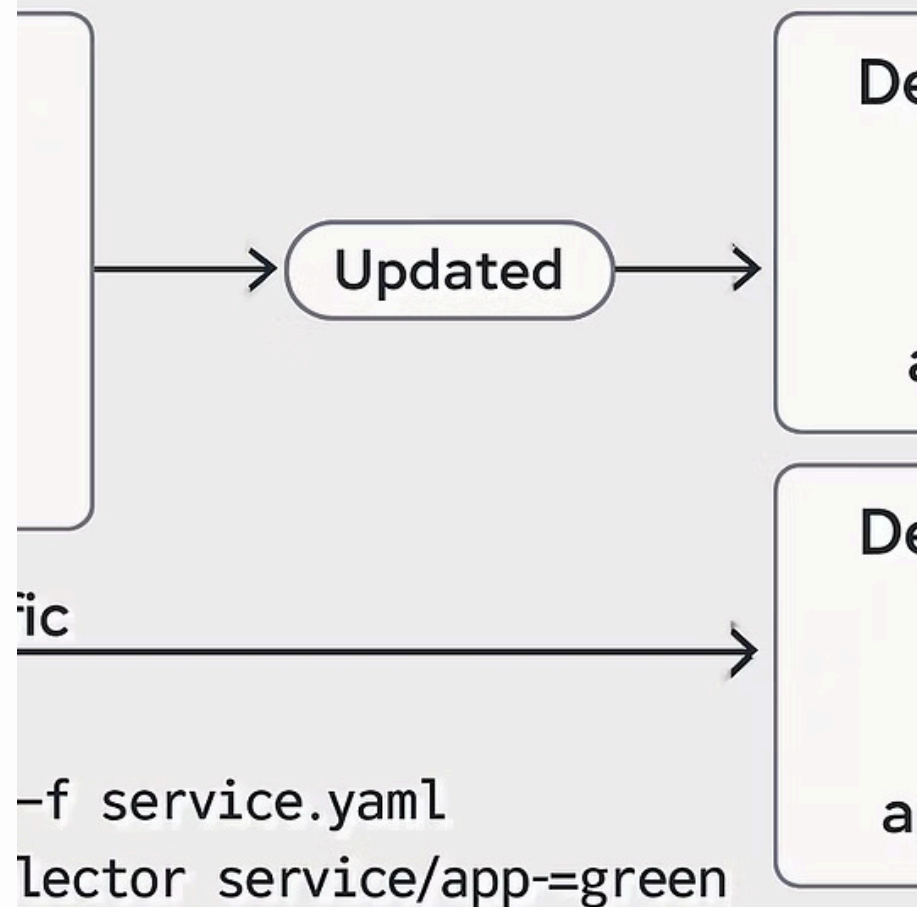 De
Updated
a
De
fic
a
-f service.yaml
lector service/app-=green